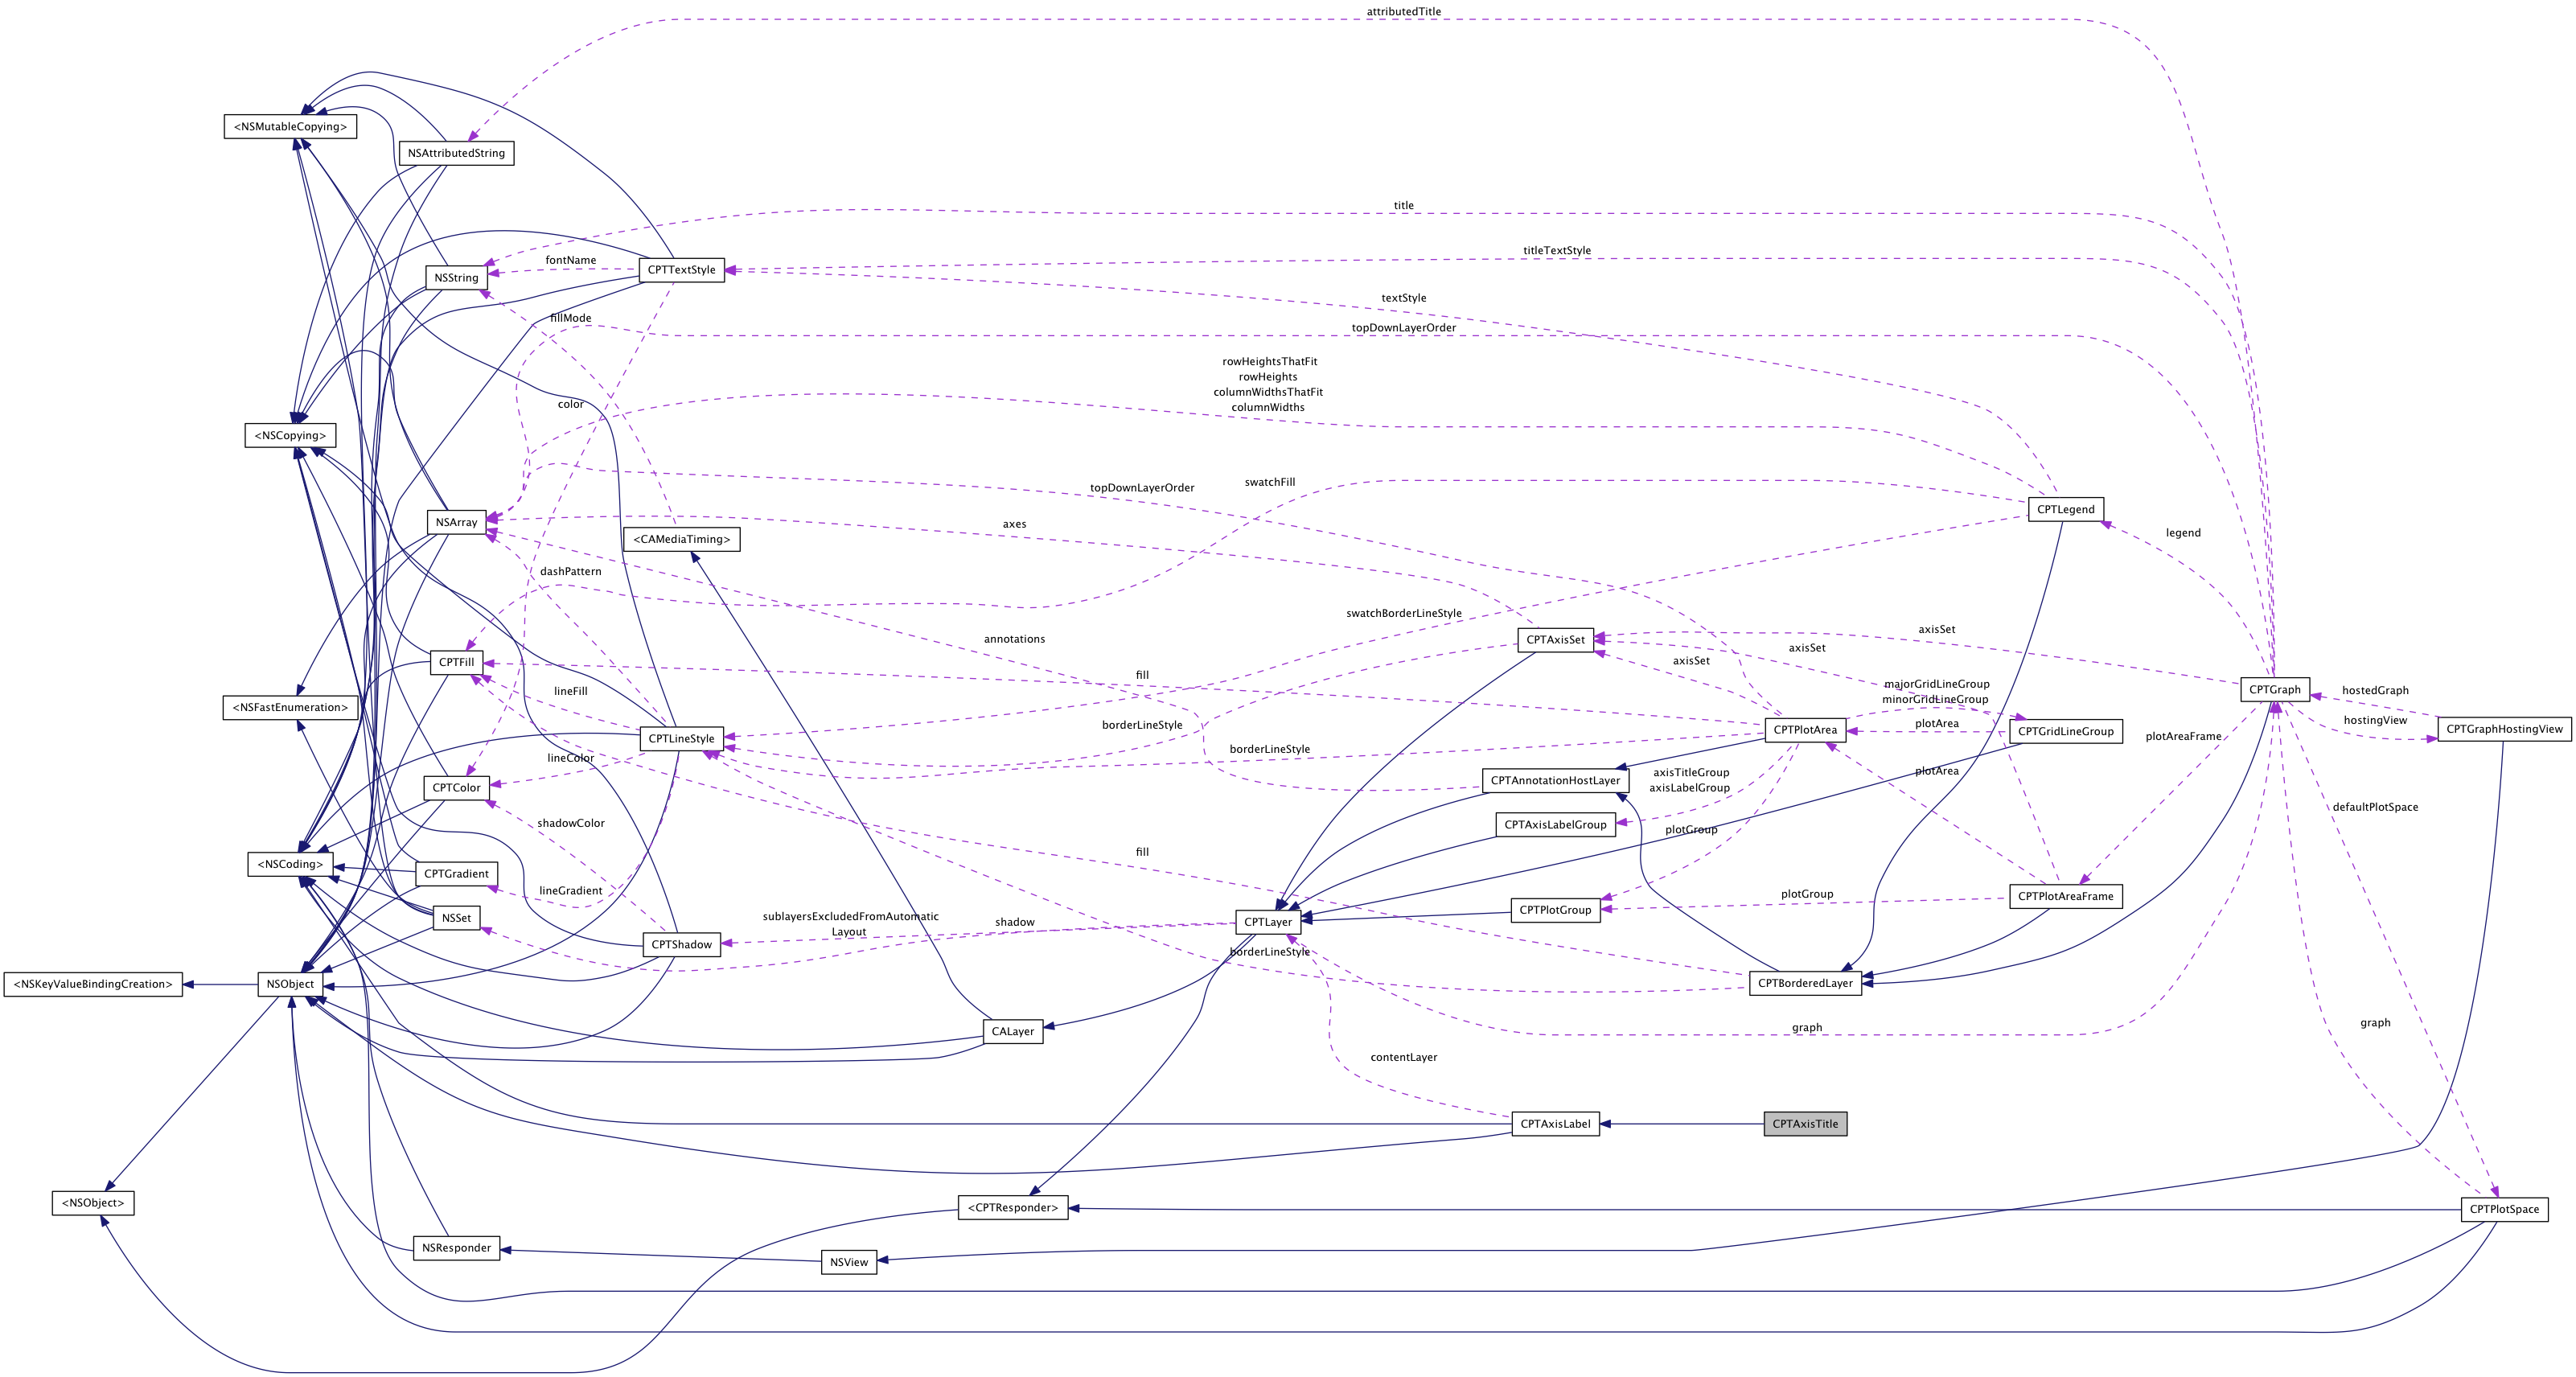 attributedTitle
<NSMutableCopying>
NSAttributedString
title
titleTextStyle
fontName
CPTTextStyle
NSString
textStyle
fillMode
topDownLayerOrder
rowHeightsThatFit
rowHeights
columnWidthsThatFit
columnWidths
color
<NSCopying>
swatchFill
topDownLayerOrder
CPTLegend
NSArray
axes
legend
<CAMediaTiming>
dashPattern
swatchBorderLineStyle
axisSet
annotations
CPTAxisSet
axisSet
CPTFill
axisSet
fill
lineFill
majorGridLineGroup
minorGridLineGroup
CPTGraph
hostedGraph
<NSFastEnumeration>
hostingView
borderLineStyle
plotArea
CPTPlotArea
CPTGridLineGroup
CPTGraphHostingView
CPTLineStyle
plotAreaFrame
borderLineStyle
lineColor
axisTitleGroup
axisLabelGroup
plotArea
CPTAnnotationHostLayer
CPTColor
defaultPlotSpace
shadowColor
CPTAxisLabelGroup
plotGroup
fill
<NSCoding>
CPTGradient
lineGradient
plotGroup
CPTPlotAreaFrame
CPTPlotGroup
NSSet
sublayersExcludedFromAutomatic
Layout
shadow
CPTLayer
CPTShadow
borderLineStyle
<NSKeyValueBindingCreation>
NSObject
CPTBorderedLayer
graph
graph
CALayer
contentLayer
CPTAxisLabel
CPTAxisTitle
<NSObject>
<CPTResponder>
CPTPlotSpace
NSResponder
NSView